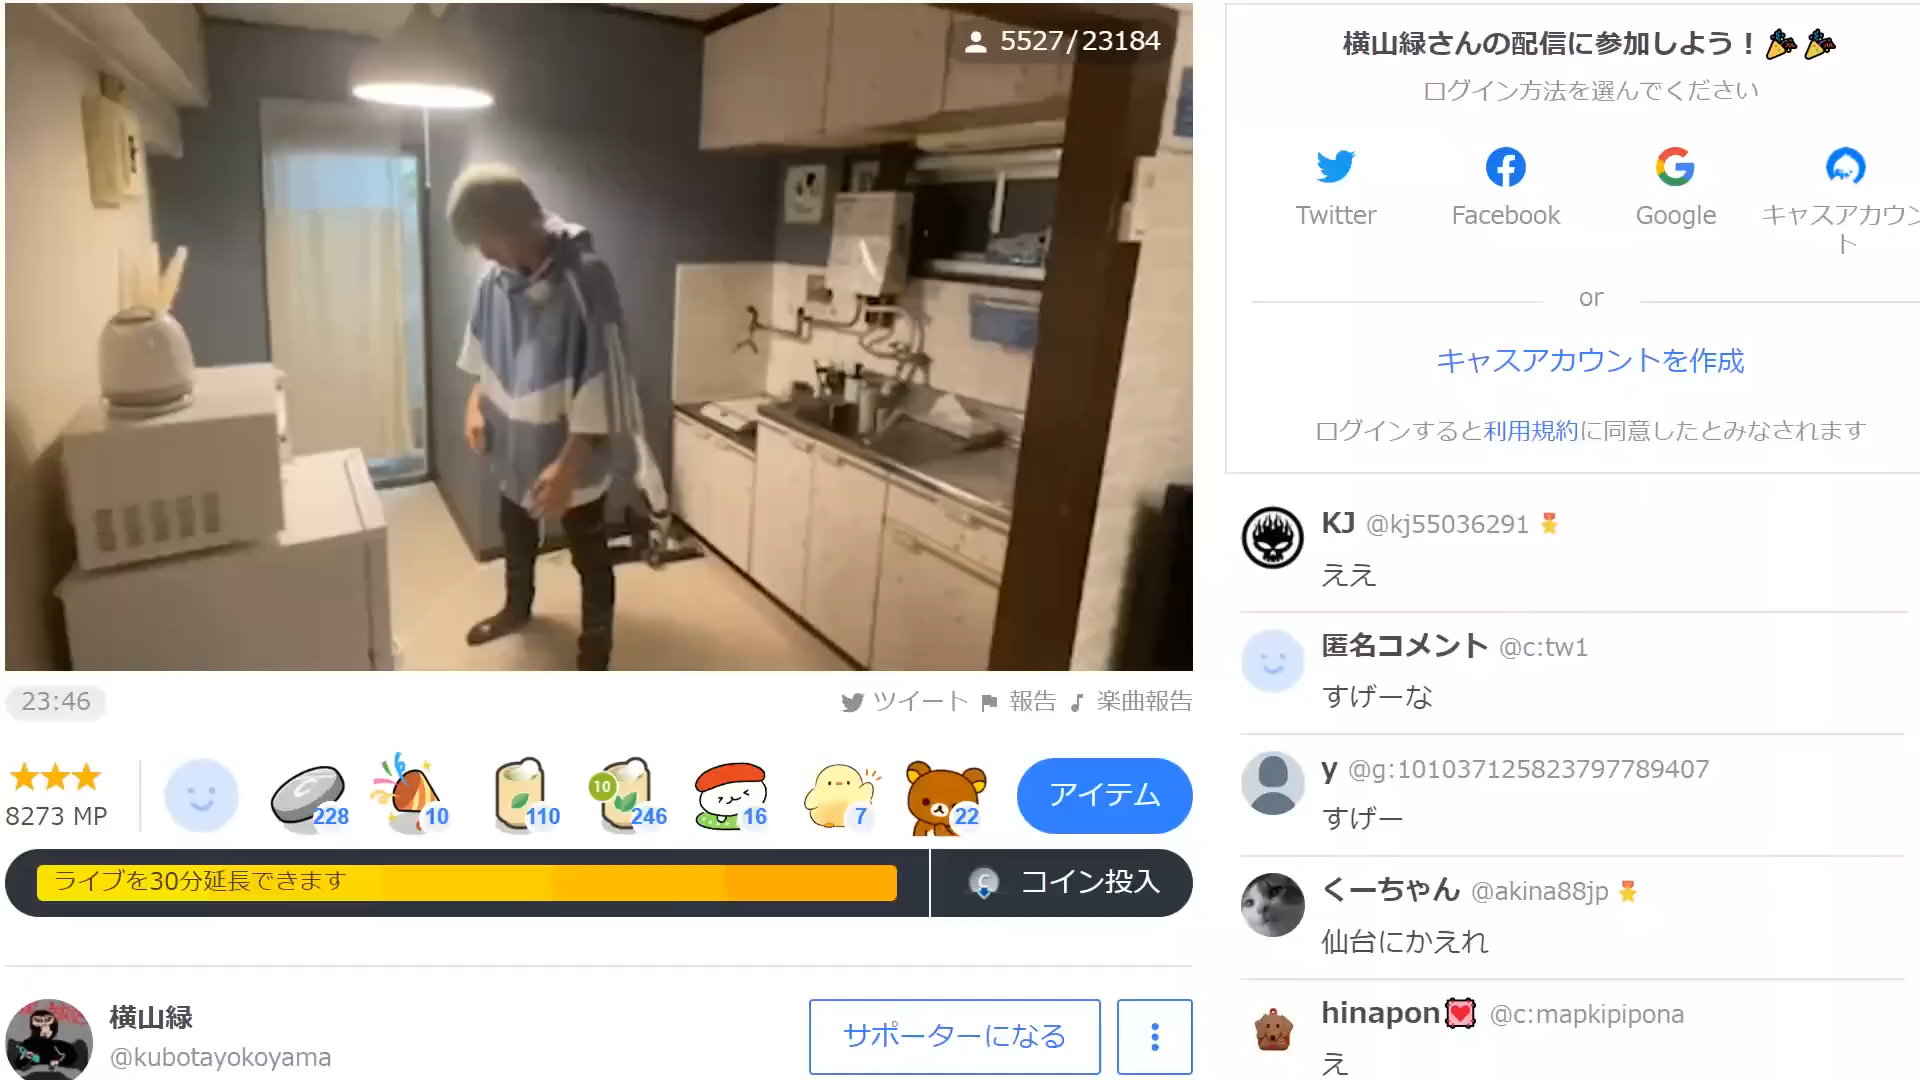 5527/23184
横山緑さんの配信に参加しよう！
ログイン方法を選んでください
Twitter
Facebook
Google
キャスアカウン
ト
or
キャスアカウントを作成
ログインすると利用規約に同意したとみなされます
KJ @kj55036291
ええ
匿名コメント @c:tw1
すげーな
y @g:101037125823797789407
すげー
くーちゃん @akina88jp
仙台にかえれ
hinapon @c:mapkipipona
え
23:46
ツイート 報告 楽曲報告
8273 MP
228
10
110
10
246
16
7
22
アイテム
ライブを30分延長できます
コイン投入
横山緑
@kubotayokoyama
サポーターになる